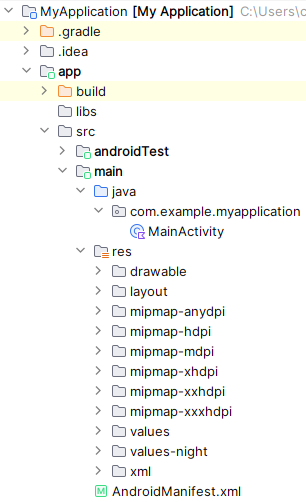 MyApplication [My Application] C:\Users\c
.gradle
.idea
app
build
libs
src
androidTest
main
java
com.example.myapplication
MainActivity
res
drawable
layout
mipmap-anydpi
mipmap-hdpi
mipmap-mdpi
mipmap-xhdpi
mipmap-xxhdpi
mipmap-xxxhdpi
values
values-night
xml
AndroidManifest.xml